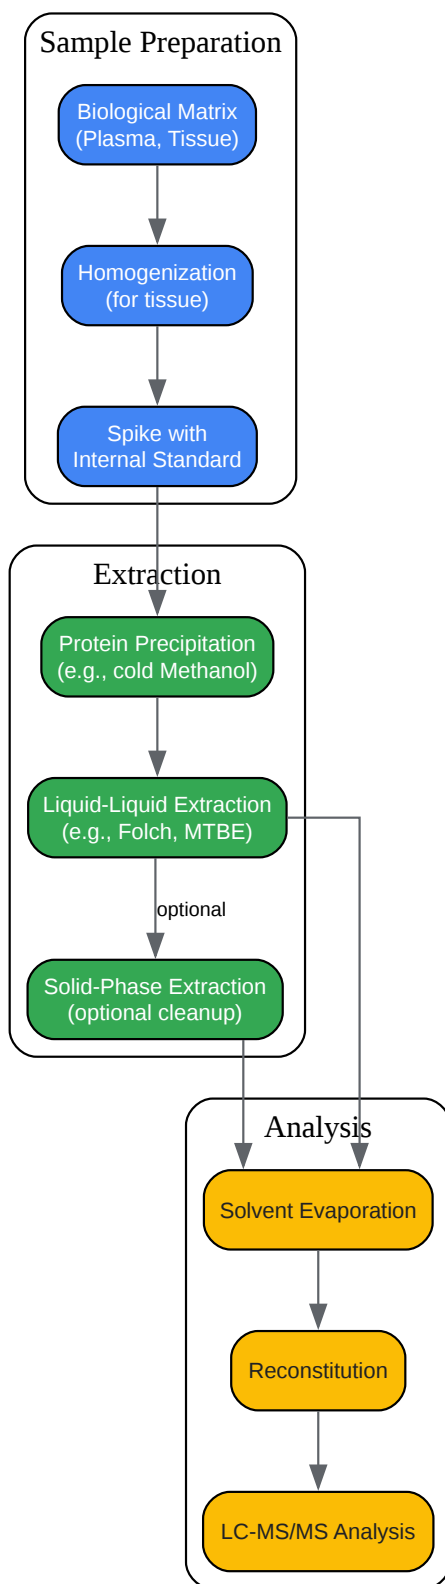 Sample Preparation
Biological Matrix
(Plasma, Tissue)
Homogenization
(for tissue)
Spike with
Internal Standard
Extraction
Protein Precipitation
(e.g., cold Methanol)
Liquid-Liquid Extraction
(e.g., Folch, MTBE)
optional
Solid-Phase Extraction
(optional cleanup)
Analysis
Solvent Evaporation
Reconstitution
LC-MS/MS Analysis